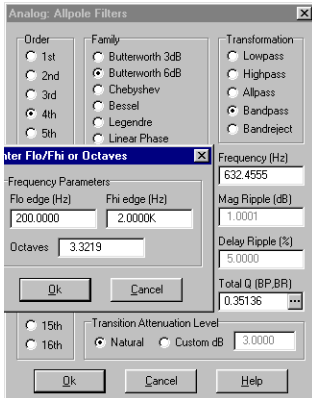 Analog: Allpole Filters
Order
Family
Transformation
1st
Butterworth 3dB
Lowpass
2nd
Butterworth 6dB
Highpass
3rd
Chebyshev
Allpass
4th
Bessel
Bandpass
5th
Legendre
Bandreject
Linear Phase
nter Flo/Fhi or Octaves
Frequency (Hz)
632.4555
Frequency Parameters
Flo edge (Hz)
Fhi edge (Hz)
Mag Ripple (dB)
200.0000
2.0000K
1.0001
Octaves
3.3219
Delay Ripple (%)
5.0000
Ok
Cancel
Total Q (BP,BR)
0.35136
...
15th
Transition Attenuation Level
16th
Natural
Custom dB
3.0000
Ok
Cancel
Help